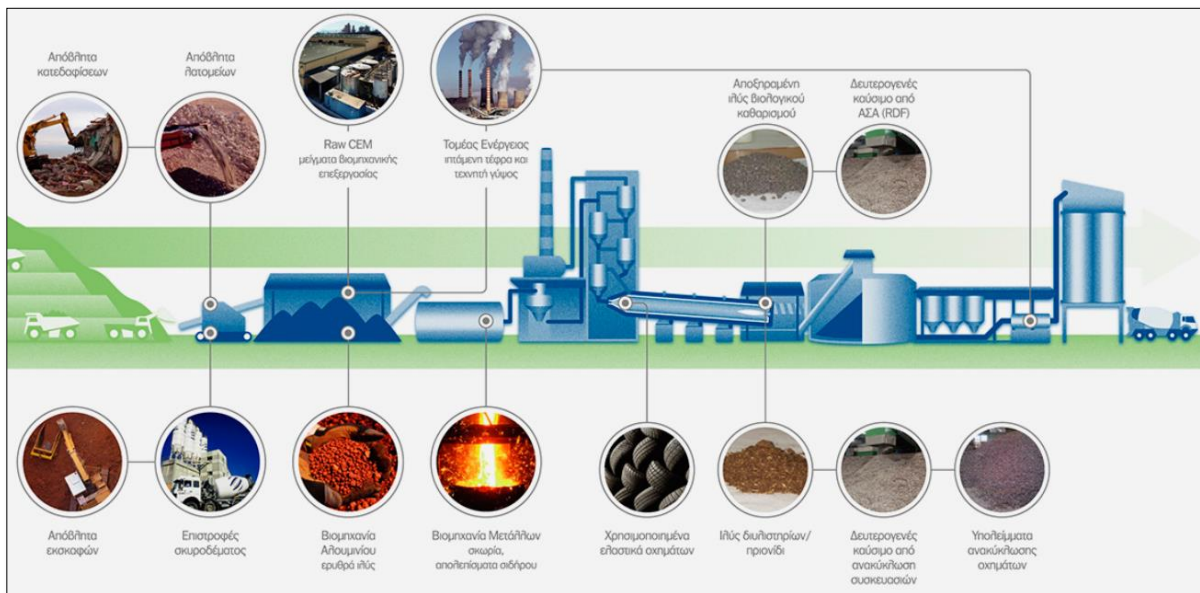 Απόβλητα
κατεδαφίσεων
Απόβλητα
λατομείων
Raw CEM
μείγματα βιομηχανικής
επεξεργασίας
Τομέας Ενέργειας
ιπτάμενη τέφρα και
τεχνητή γύψος
Αποξηραμένη
ιλύς βιολογικού
καθαρισμού
Δευτερογενές
καύσιμο από
ΑΣΑ (RDF)
Απόβλητα
εκσκαφών
Επιστροφές
σκυροδέματος
Βιομηχανία
Αλουμινίου
ερυθρά ιλύς
Βιομηχανία Μετάλλων
σκωρία,
απολεπίσματα σιδήρου
Χρησιμοποιημένα
ελαστικά οχημάτων
Ιλύς διυλιστηρίων/
πριονίδι
Δευτερογενές
καύσιμο από
ανακύκλωση
συσκευασιών
Υπολείμματα
ανακύκλωσης
οχημάτων